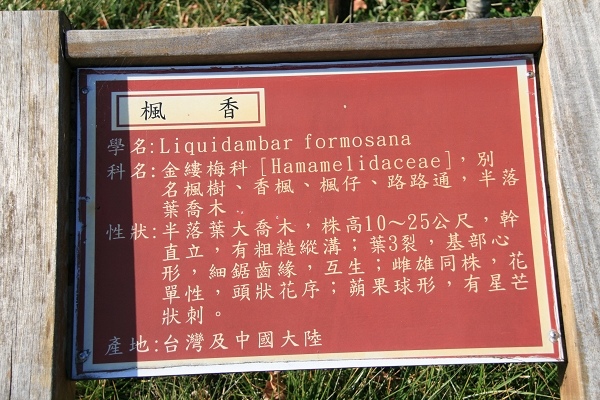 楓 香
學名:Liquidambar formosana
科名:金縷梅科［Hamamelidaceae］，別
名楓樹、香楓、楓仔、路路通，半落
葉喬木
性狀:半落葉大喬木，株高10～25公尺，幹
直立，有粗糙縱溝；葉3裂，基部心
形，細鋸齒緣，互生；雌雄同株，花
單性，頭狀花序；蒴果球形，有星芒
狀刺。
產地:台灣及中國大陸